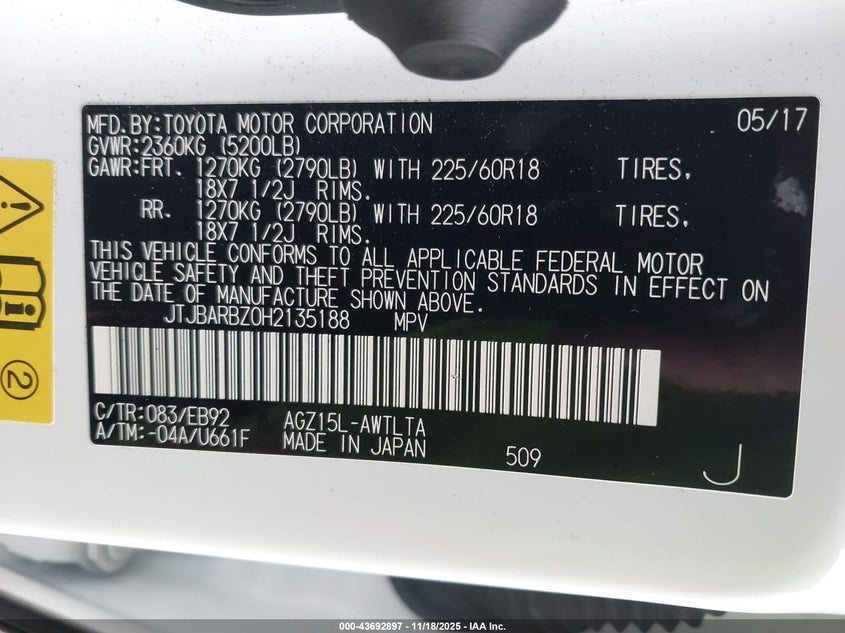 MFD.BY:TOYOTA MOTOR CORPORATION 05/17
GVWR:2360KG (5200LB)
GAWR:FRT. 1270KG (2790LB) WITH 225/60R18 TIRES,
18X7 1/2J RIMS.
RR. 1270KG (2790LB) WITH 225/60R18 TIRES,
18X7 1/2J RIMS.
THIS VEHICLE CONFORMS TO ALL APPLICABLE FEDERAL MOTOR
VEHICLE SAFETY AND THEFT PREVENTION STANDARDS IN EFFECT ON
THE DATE OF MANUFACTURE SHOWN ABOVE.
JTJBARBZ0H2135188 MPV
C/TR:083/EB92 AGZ15L-AWTLTA
A/TM:-04A/U661F MADE IN JAPAN 509 J
2
000-43692897 - 11/18/2025 - IAA Inc.